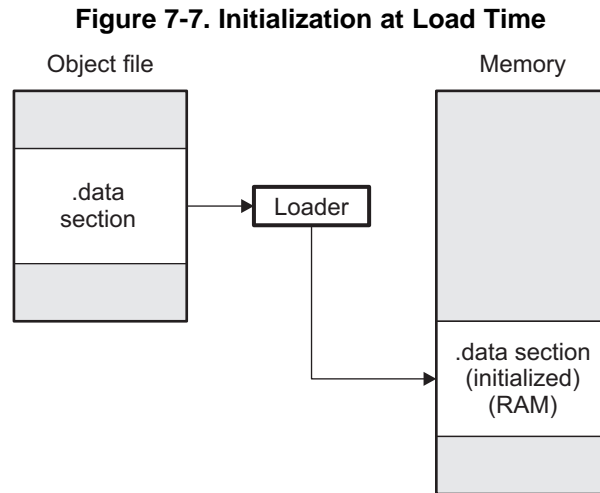 Figure 7-7. Initialization at Load Time
Object file
Memory
.data
section
Loader
.data section
(initialized)
(RAM)